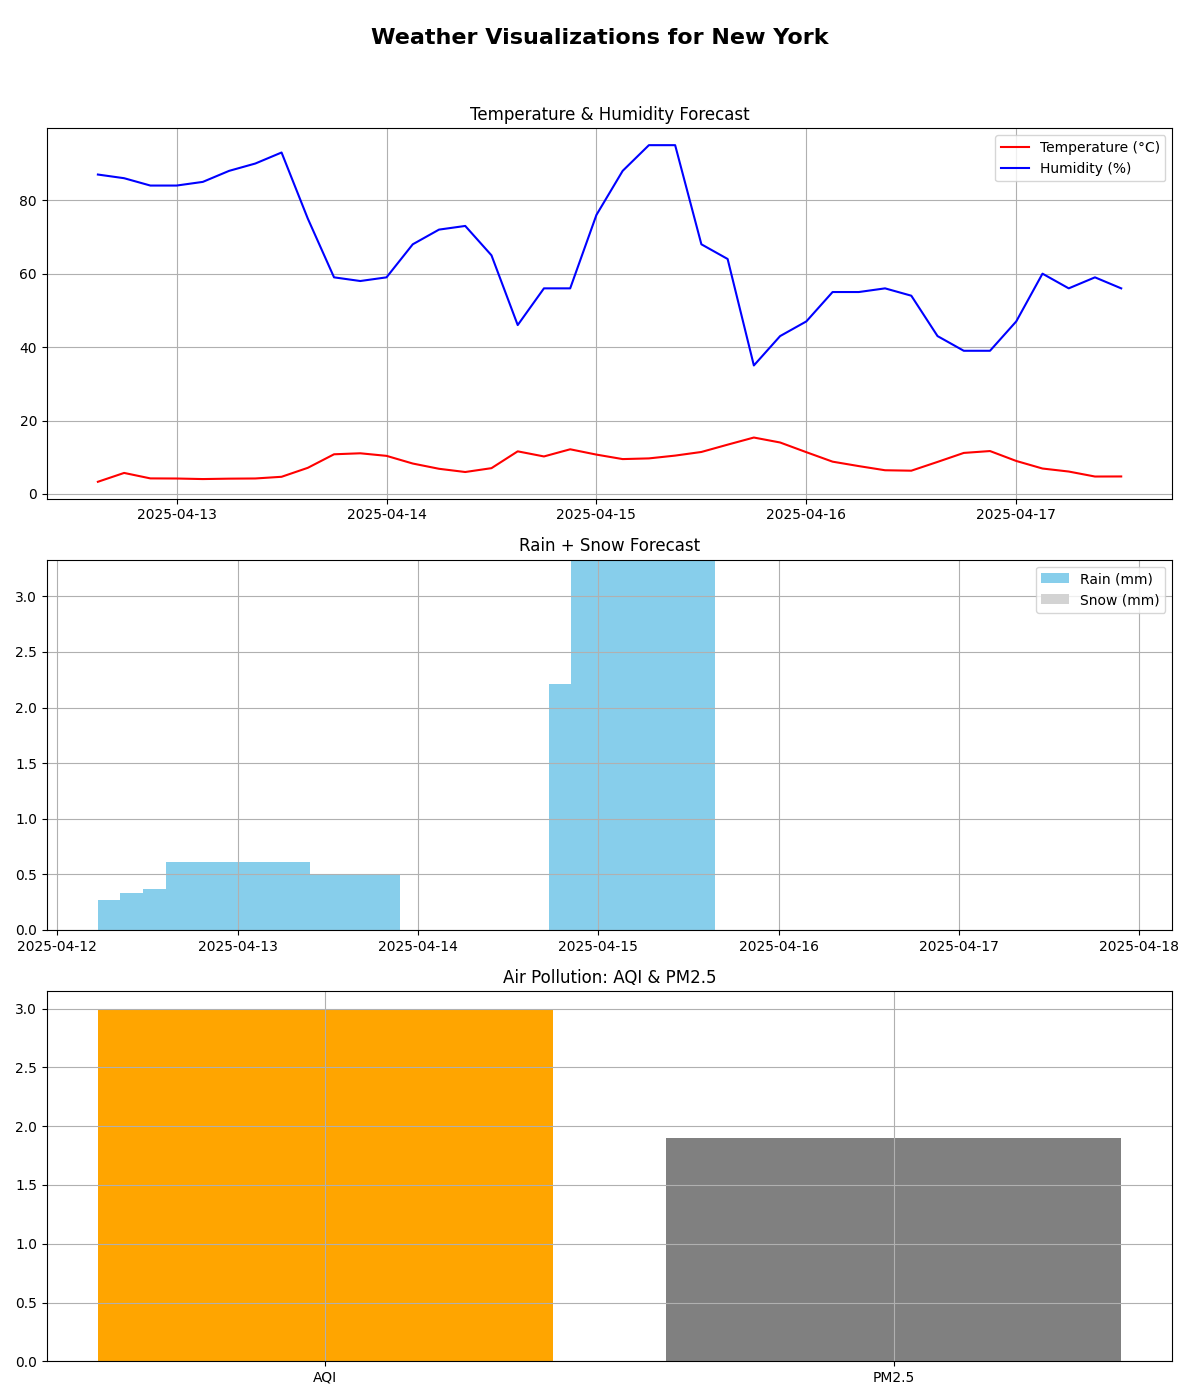 Weather Visualizations for New York
Temperature & Humidity Forecast
Temperature (°C)
Humidity (%)
80
60
40
20
0
2025-04-13 2025-04-14 2025-04-15 2025-04-16 2025-04-17
Rain + Snow Forecast
Rain (mm)
Snow (mm)
3.0
2.5
2.0
1.5
1.0
0.5
0.0
2025-04-12 2025-04-13 2025-04-14 2025-04-15 2025-04-16 2025-04-17 2025-04-18
Air Pollution: AQI & PM2.5
3.0
2.5
2.0
1.5
1.0
0.5
0.0
AQI PM2.5